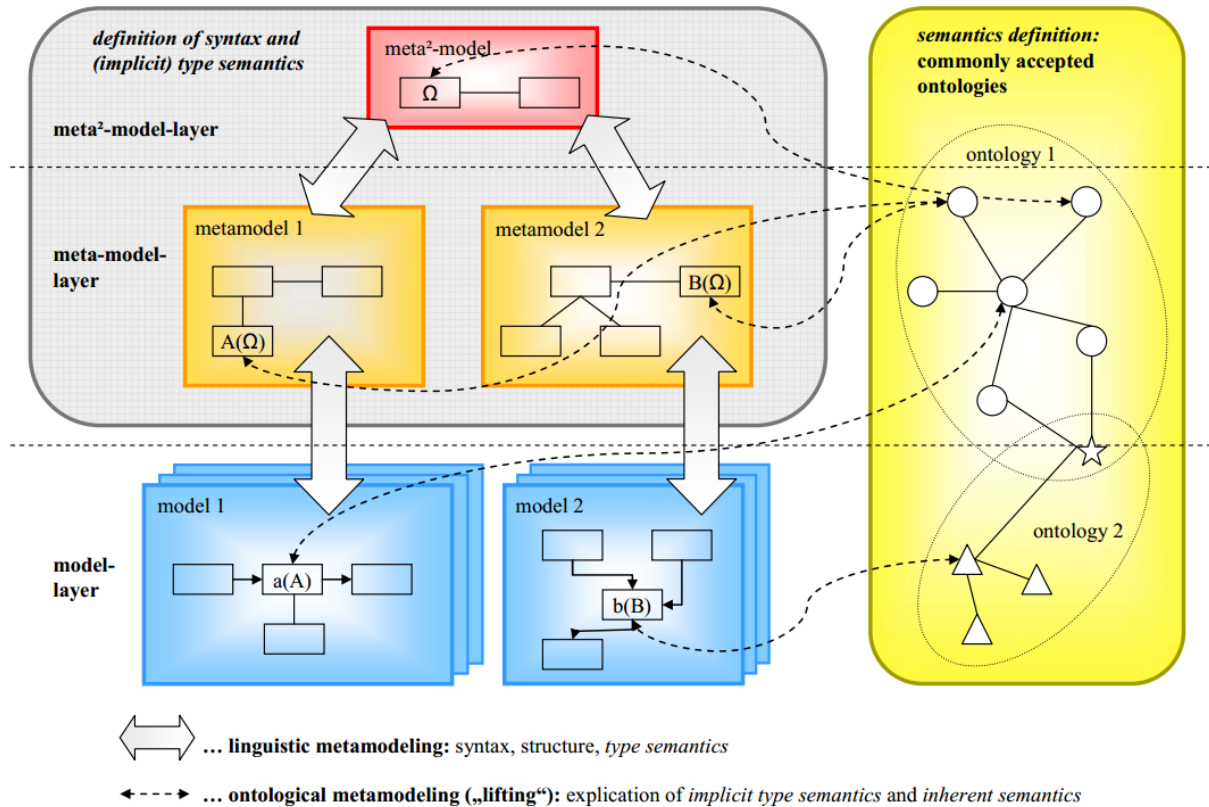 definition of syntax and
(implicit) type semantics
meta²-model
Ω
meta²-model-layer
semantics definition:
commonly accepted
ontologies
ontology 1
metamodel 1
A(Ω)
metamodel 2
B(Ω)
meta-model-
layer
model 1
a(A)
model 2
b(B)
model-
layer
ontology 2
... linguistic metamodeling: syntax, structure, type semantics
... ontological metamodeling („lifting“): explication of implicit type semantics and inherent semantics